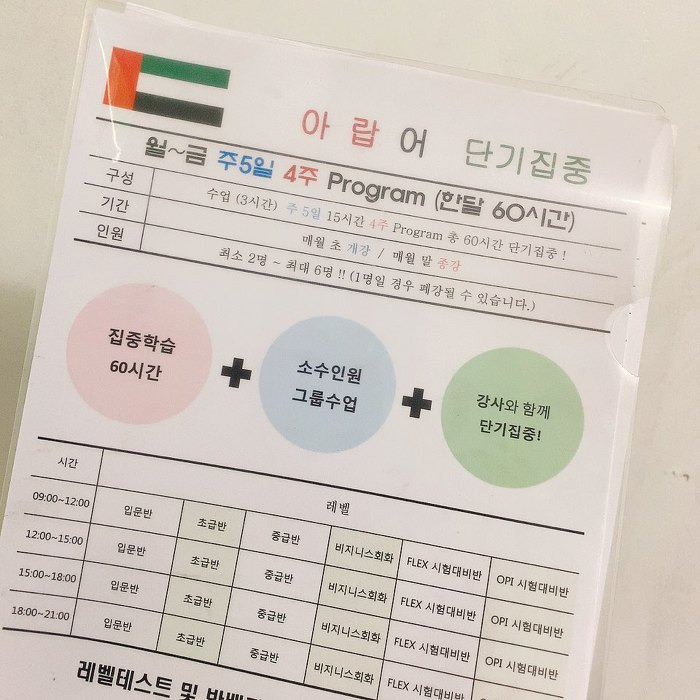 아랍어 단기집중
월~금 주5일 4주 Program (한달 60시간)
구성 수업 (3시간) 주 5일 15시간 4주 Program 총 60시간 단기집중 !
기간 매월 초 개강 / 매월 말 종강
인원 최소 2명 ~ 최대 6명 !! (1명일 경우 폐강될 수 있습니다.)
집중학습
60시간
+
소수인원
그룹수업
+
강사와 함께
단기집중!
시간 레벨
09:00~12:00 입문반 초급반 중급반 비지니스회화 FLEX 시험대비반 OPI 시험대비반
12:00~15:00 입문반 초급반 중급반 비지니스회화 FLEX 시험대비반 OPI 시험대비반
15:00~18:00 입문반 초급반 중급반 비지니스회화 FLEX 시험대비반 OPI 시험대비반
18:00~21:00 입문반 초급반 중급반 비지니스회화 FLEX 시험대비반 OPI 시험대비반
레벨테스트 및